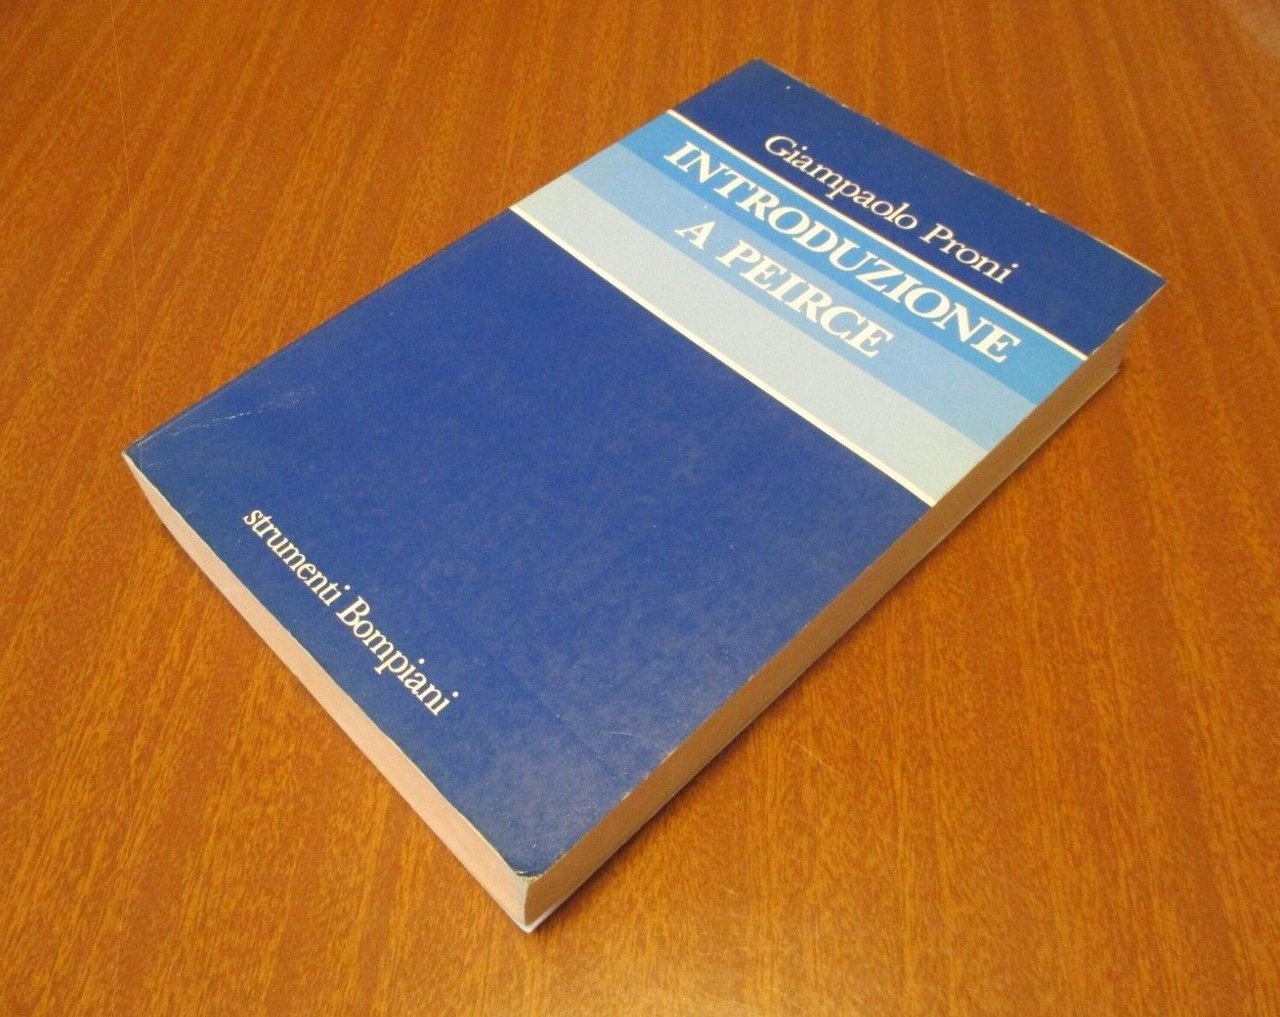 Giampaolo Proni
INTRODUZIONE
A PEIRCE
strumenti Bompiani